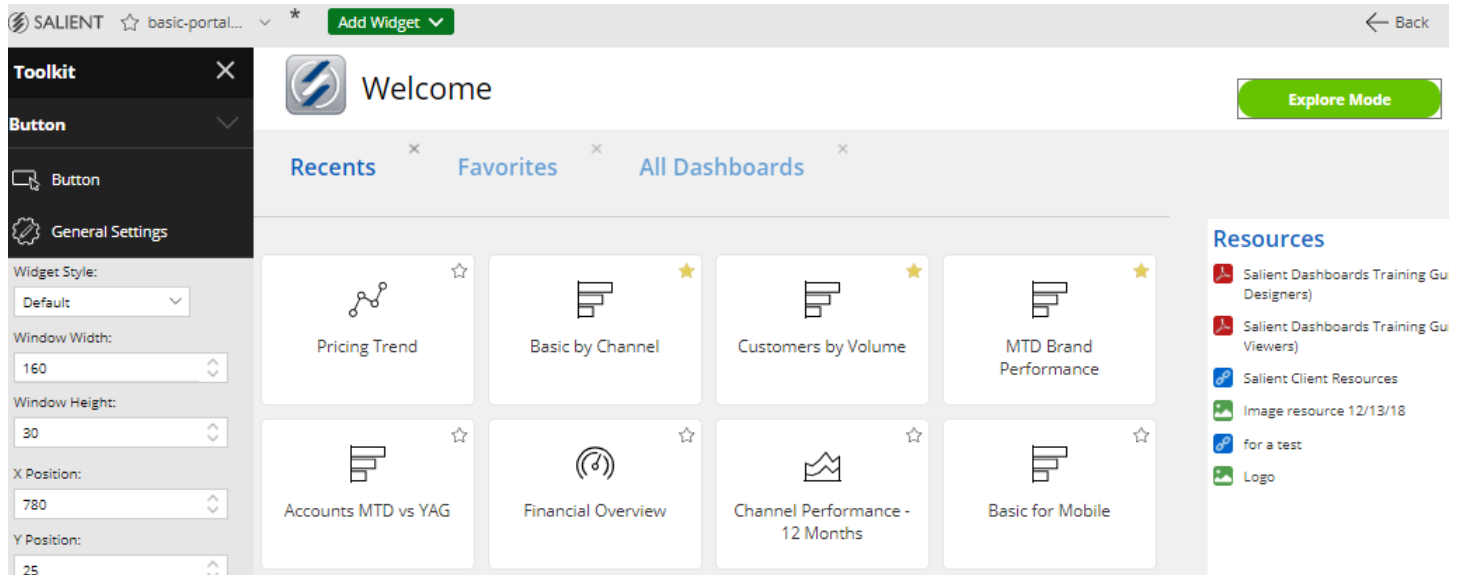 SALIENT basic-portal... * Add Widget Back
Toolkit
Button
Button
General Settings
Widget Style:
Default
Window Width:
160
Window Height:
30
X Position:
780
Y Position:
25
Welcome
Explore Mode
Recents Favorites All Dashboards
Pricing Trend
Basic by Channel
Customers by Volume
MTD Brand
Performance
Accounts MTD vs YAG
Financial Overview
Channel Performance -
12 Months
Basic for Mobile
Resources
Salient Dashboards Training Gu
Designers)
Salient Dashboards Training Gu
Viewers)
Salient Client Resources
Image resource 12/13/18
for a test
Logo